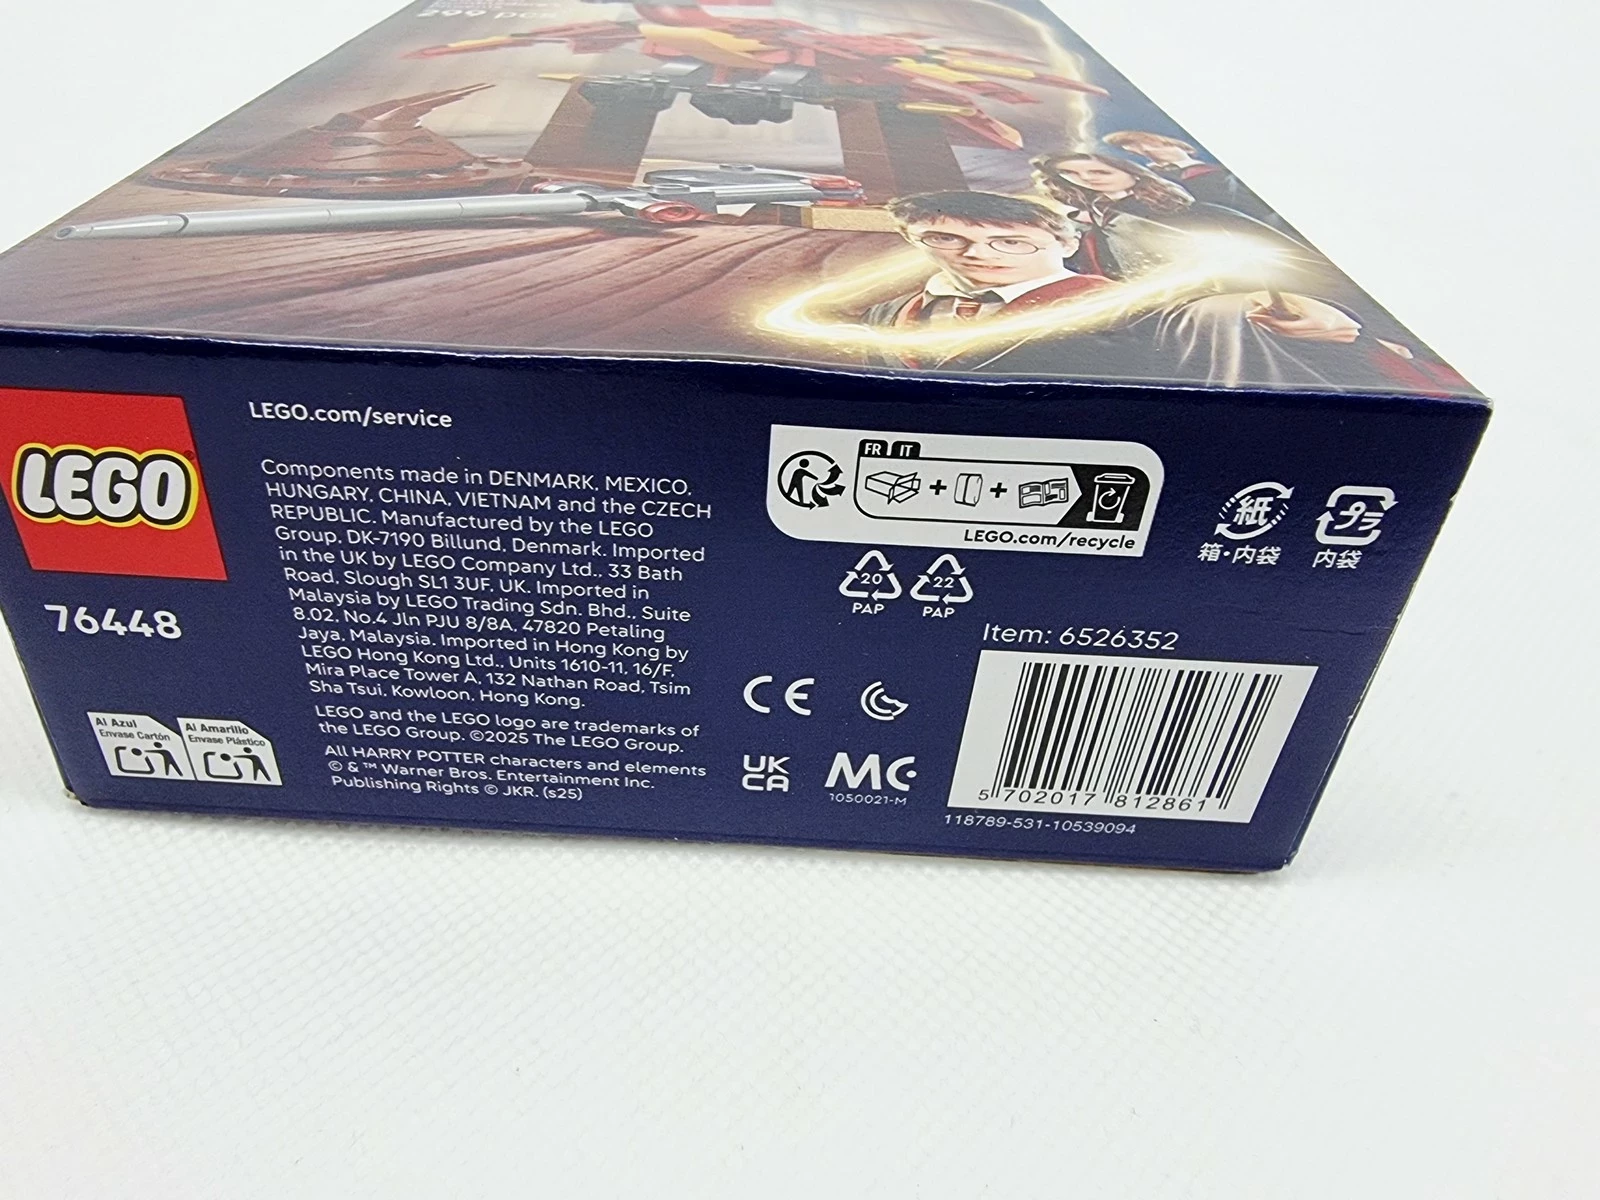 299 pcs
LEGO
76448
LEGO.com/service
Components made in DENMARK, MEXICO,
HUNGARY, CHINA, VIETNAM and the CZECH
REPUBLIC. Manufactured by the LEGO
Group, DK-7190 Billund, Denmark. Imported
in the UK by LEGO Company Ltd., 33 Bath
Road, Slough SL1 3UF, UK. Imported in
Malaysia by LEGO Trading Sdn. Bhd., Suite
8.02, No.4 Jln PJU 8/8A, 47820 Petaling
Jaya, Malaysia. Imported in Hong Kong by
LEGO Hong Kong Ltd., Units 1610-11, 16/F,
Mira Place Tower A, 132 Nathan Road, Tsim
Sha Tsui, Kowloon, Hong Kong.
LEGO and the LEGO logo are trademarks of
the LEGO Group. ©2025 The LEGO Group.
All HARRY POTTER characters and elements
© & ™ Warner Bros. Entertainment Inc.
Publishing Rights © JKR. (s25)
Al Azul
Envase Cartón
Al Amarillo
Envase Plástico
FR IT
LEGO.com/recycle
20
PAP
22
PAP
紙
箱・内袋
プラ
内袋
CE
UK
CA
MC
1050021-M
Item: 6526352
5 702017 812861
118789-531-10539094